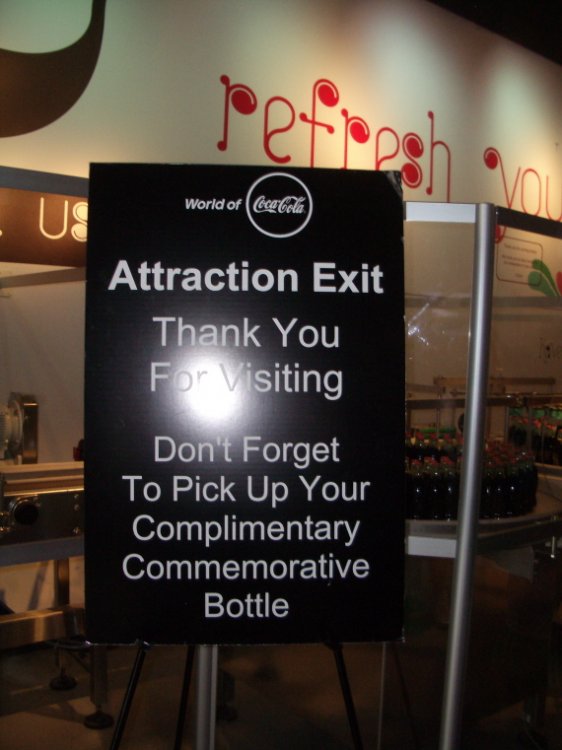 refresh you
us
World of Coca-Cola
Attraction Exit
Thank You
For Visiting
Don't Forget
To Pick Up Your
Complimentary
Commemorative
Bottle